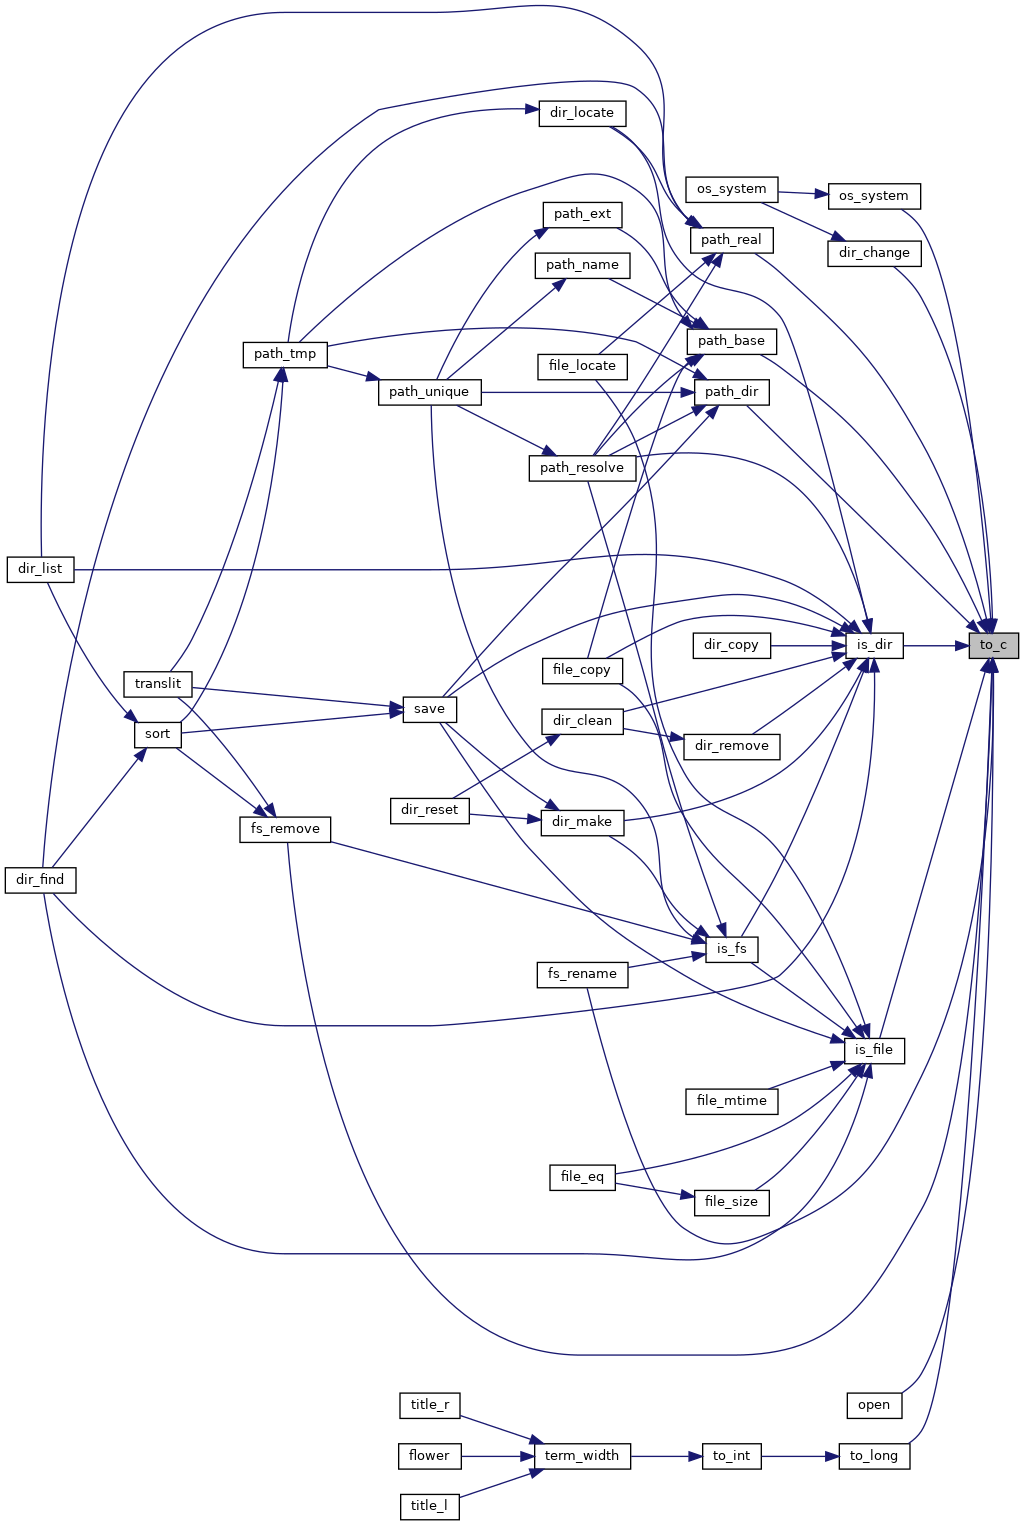 dir_locate
os_system
os_system
path_ext
path_real
dir_change
path_name
path_base
path_tmp
file_locate
path_unique
path_dir
path_resolve
dir_list
dir_copy
is_dir
to_c
file_copy
translit
save
dir_clean
sort
dir_remove
dir_reset
dir_make
fs_remove
dir_find
is_fs
fs_rename
is_file
file_mtime
file_eq
file_size
title_r
open
flower
term_width
to_int
to_long
title_l